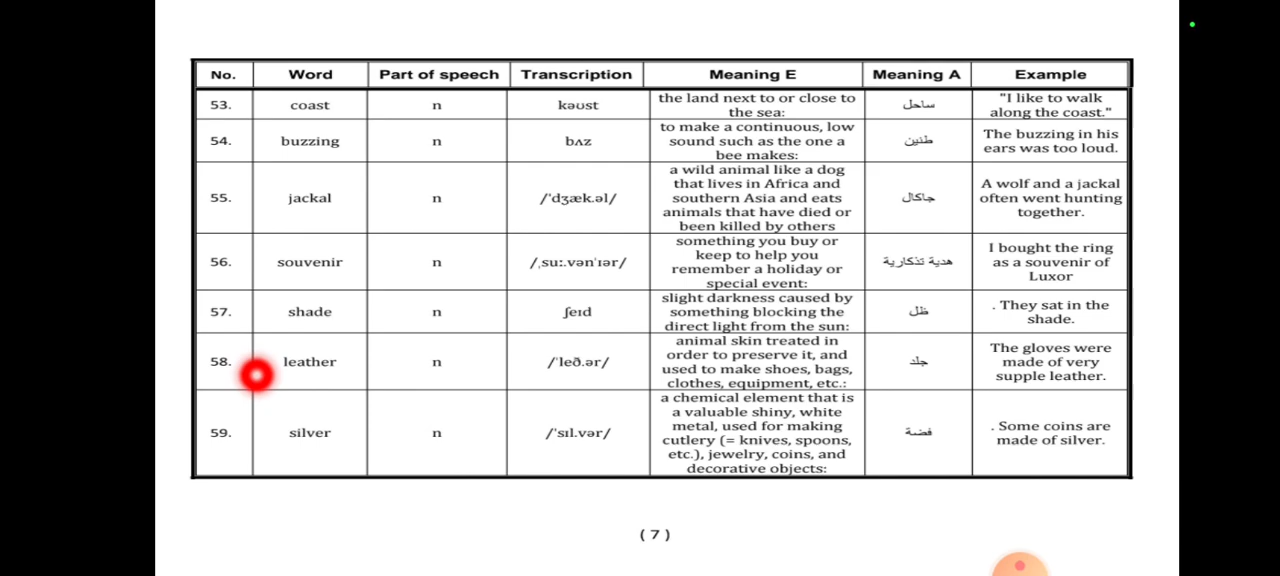 No. Word Part of speech Transcription Meaning E Meaning A Example
53. coast n kəʊst the land next to or close to the sea: ساحل "I like to walk along the coast."
54. buzzing n bʌz to make a continuous, low sound such as the one a bee makes: طنين The buzzing in his ears was too loud.
55. jackal n /ˈdʒæk.əl/ a wild animal like a dog that lives in Africa and southern Asia and eats animals that have died or been killed by others جاكال A wolf and a jackal often went hunting together.
56. souvenir n /ˌsuː.vənˈɪər/ something you buy or keep to help you remember a holiday or special event: هدية تذكارية I bought the ring as a souvenir of Luxor
57. shade n ʃeɪd slight darkness caused by something blocking the direct light from the sun: ظل . They sat in the shade.
58. leather n /ˈleð.ər/ animal skin treated in order to preserve it, and used to make shoes, bags, clothes, equipment, etc.: جلد The gloves were made of very supple leather.
59. silver n /ˈsɪl.vər/ a chemical element that is a valuable shiny, white metal, used for making cutlery (= knives, spoons, etc.), jewelry, coins, and decorative objects: فضة . Some coins are made of silver.
( 7 )